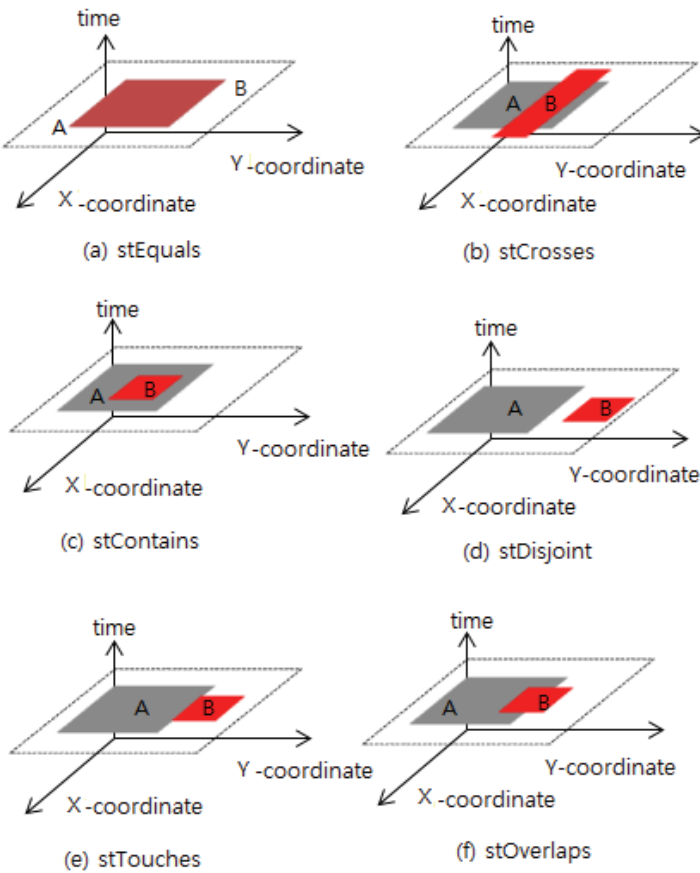 time
B
A
Y-coordinate
X-coordinate
(a) stEquals
time
A
B
Y-coordinate
X-coordinate
(b) stCrosses
time
A
B
Y-coordinate
X-coordinate
(c) stContains
time
A
B
Y-coordinate
X-coordinate
(d) stDisjoint
time
A
B
Y-coordinate
X-coordinate
(e) stTouches
time
A
B
Y-coordinate
X-coordinate
(f) stOverlaps